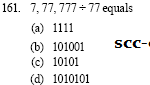 161. 7, 77, 777 ÷ 77 equals
(a) 1111
(b) 101001
scc-
(c) 10101
(d) 1010101